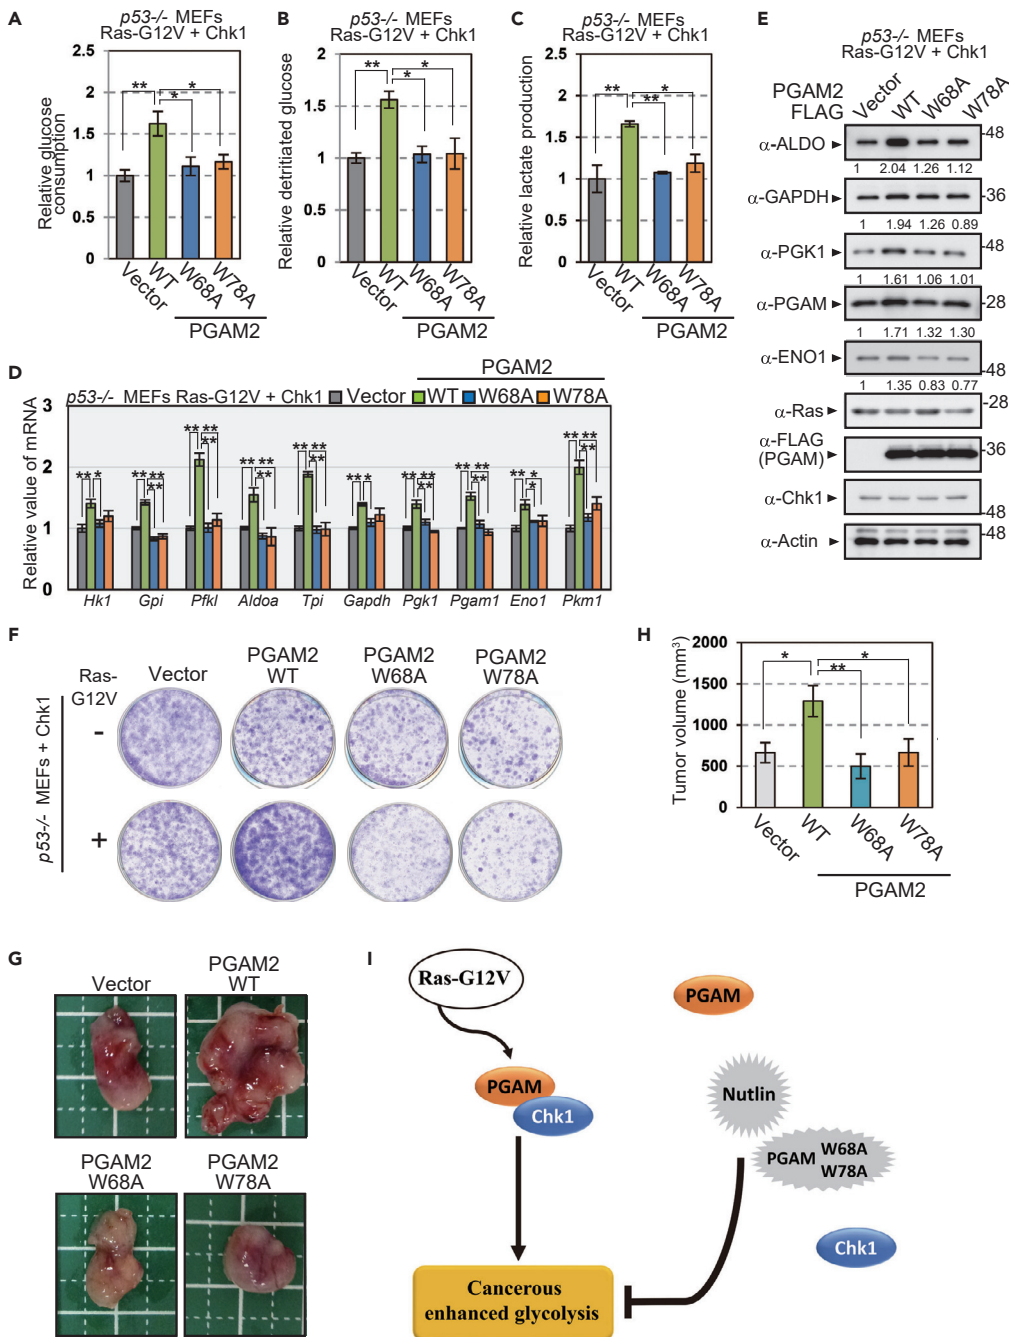 A
p53-/- MEFs
Ras-G12V + Chk1
Relative glucose
consumption
2.5
2
1.5
1
0.5
0
** * *
Vector
WT
W68A
W78A
PGAM2
B
p53-/- MEFs
Ras-G12V + Chk1
Relative detritiated glucose
2
1.5
1
0.5
0
** * *
Vector
WT
W68A
W78A
PGAM2
C
p53-/- MEFs
Ras-G12V + Chk1
Relative lactate production
2.5
2
1.5
1
0.5
0
** ** *
Vector
WT
W68A
W78A
PGAM2
E
p53-/- MEFs
Ras-G12V + Chk1
PGAM2
FLAG
Vector
WT
W68A
W78A
α-ALDO ► -48
1 2.04 1.26 1.12
α-GAPDH ► -36
1 1.94 1.26 0.89
α-PGK1 ► -48
1 1.61 1.06 1.01
α-PGAM ► -28
1 1.71 1.32 1.30
α-ENO1 ► -48
1 1.35 0.83 0.77
α-Ras ► -28
α-FLAG
(PGAM) ► -36
α-Chk1 ► -48
α-Actin ► -48
D
PGAM2
p53-/- MEFs Ras-G12V + Chk1 Vector WT W68A W78A
Relative value of mRNA
3
2
1
0
Hk1 Gpi Pfkl Aldoa Tpi Gapdh Pgk1 Pgam1 Eno1 Pkm1
F
Ras-
G12V
Vector
PGAM2
WT
PGAM2
W68A
PGAM2
W78A
p53-/- MEFs + Chk1
-
+
H
Tumor volume (mm³)
2000
1500
1000
500
0
* ** *
Vector
WT
W68A
W78A
PGAM2
G
Vector
PGAM2
WT
PGAM2
W68A
PGAM2
W78A
I
Ras-G12V
PGAM
PGAM
Chk1
Nutlin
PGAM W68A
W78A
Chk1
Cancerous
enhanced glycolysis